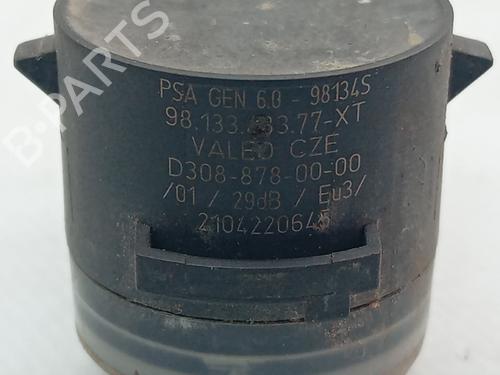 PSA GEN 6.0 - 98134S
98.133.433.77-XT
VALEO CZE
D308-878-00-00
/01 / 29dB / Eu3/
2104220645
B-PARTS